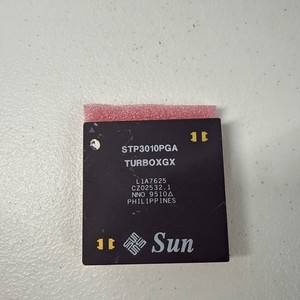 STP3010PGA
TURBOXGX
L1A7625
CZ02532.1
NNO 9510△
PHILIPPINES
Sun